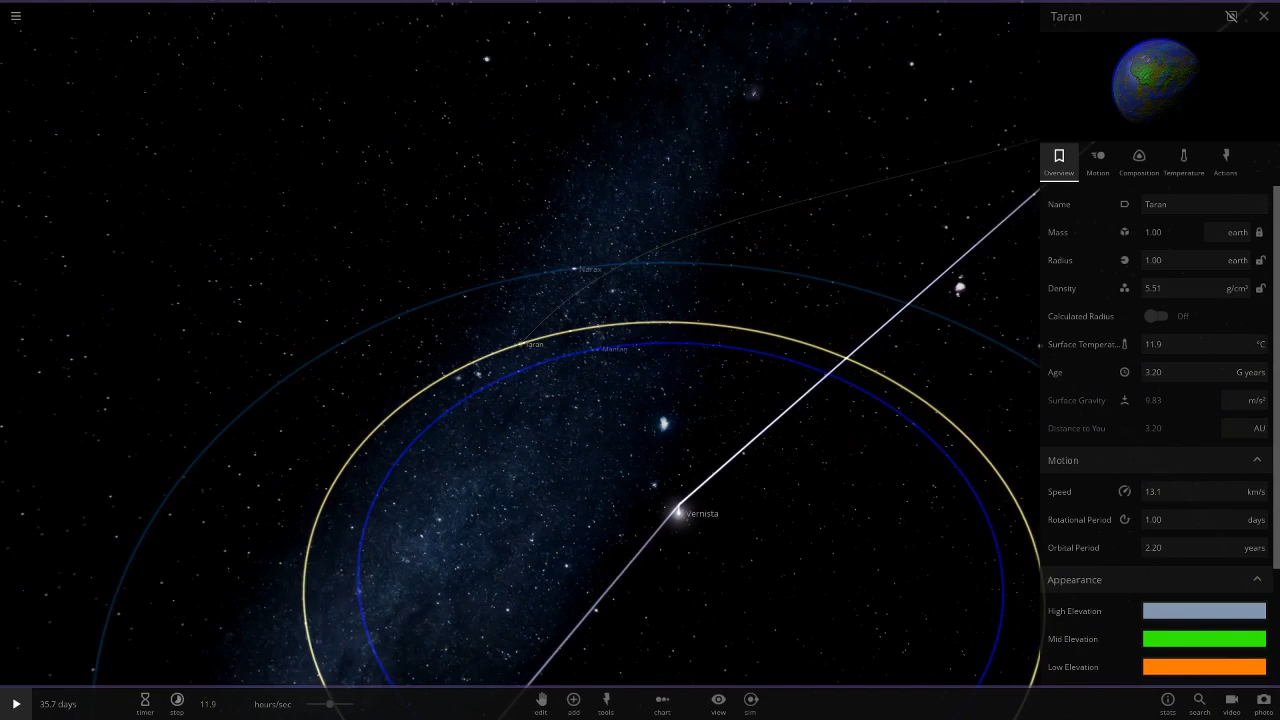 Taran
Overview
Motion
Composition
Temperature
Actions
Name Taran
Mass 1.00 earth
Radius 1.00 earth
Density 5.51 g/cm³
Calculated Radius Off
Surface Temperat... 11.9 °C
Age 3.20 G years
Surface Gravity 9.83 m/s²
Distance to You 3.20 AU
Motion
Speed 13.1 km/s
Rotational Period 1.00 days
Orbital Period 2.20 years
Appearance
High Elevation
Mid Elevation
Low Elevation
Taran
Vernista
35.7 days
timer
step
11.9 hours/sec
edit
add
tools
chart
view
sim
stats
search
video
photo